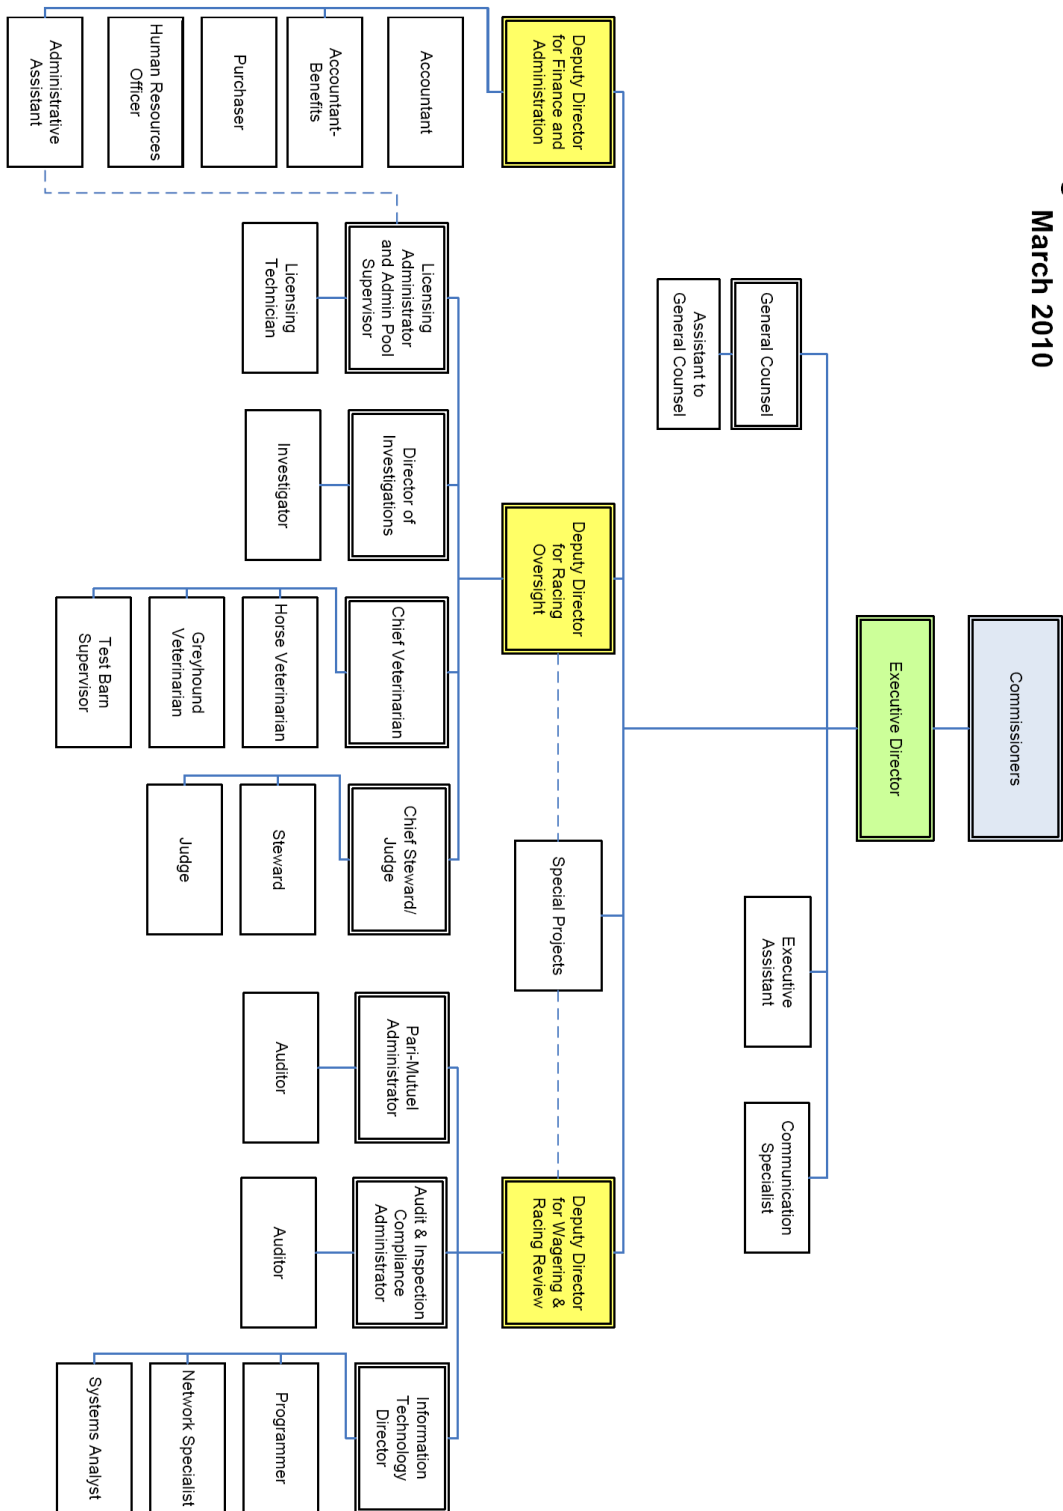 March 2010
Commissioners
Executive Director
General Counsel
Assistant to
General Counsel
Executive
Assistant
Communication
Specialist
Deputy Director
for Finance and
Administration
Deputy Director
for Racing
Oversight
Special Projects
Deputy Director
for Wagering &
Racing Review
Accountant
Accountant-
Benefits
Purchaser
Human Resources
Officer
Administrative
Assistant
Licensing
Administrator
and Admin Pool
Supervisor
Licensing
Technician
Director of
Investigations
Investigator
Chief Veterinarian
Horse Veterinarian
Greyhound
Veterinarian
Test Barn
Supervisor
Chief Steward/
Judge
Steward
Judge
Pari-Mutuel
Administrator
Auditor
Audit & Inspection
Compliance
Administrator
Auditor
Information
Technology
Director
Programmer
Network Specialist
Systems Analyst